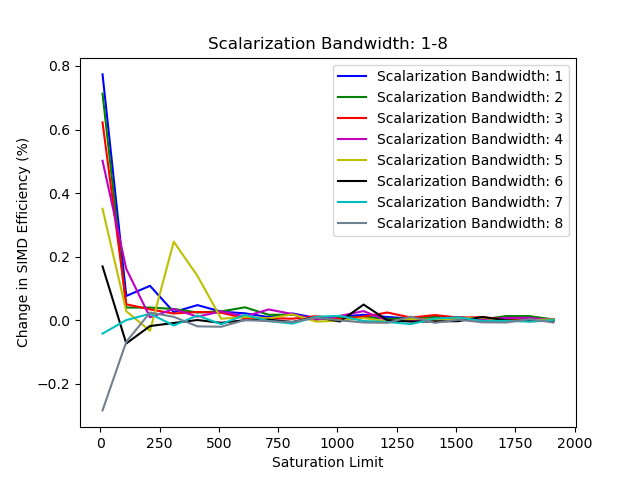 Scalarization Bandwidth: 1-8
Change in SIMD Efficiency (%)
0.8
0.6
0.4
0.2
0.0
−0.2
Scalarization Bandwidth: 1
Scalarization Bandwidth: 2
Scalarization Bandwidth: 3
Scalarization Bandwidth: 4
Scalarization Bandwidth: 5
Scalarization Bandwidth: 6
Scalarization Bandwidth: 7
Scalarization Bandwidth: 8
0 250 500 750 1000 1250 1500 1750 2000
Saturation Limit